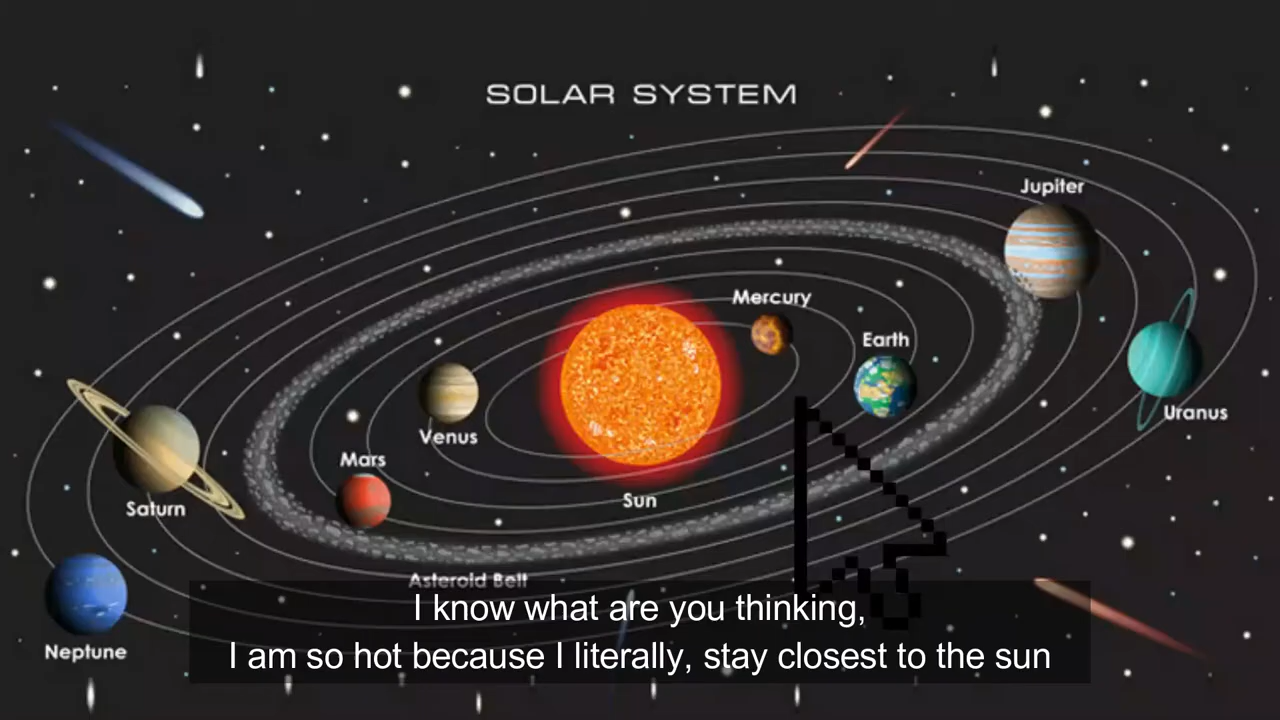 SOLAR SYSTEM
Jupiter
Mercury
Earth
Uranus
Venus
Mars
Sun
Saturn
Asteroid Belt
Neptune
I know what are you thinking,
I am so hot because I literally, stay closest to the sun